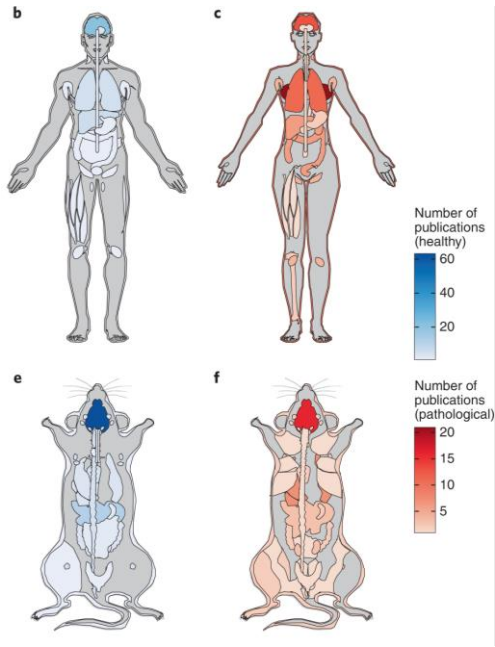 b
c
Number of
publications
(healthy)
60
40
20
e
f
Number of
publications
(pathological)
20
15
10
5